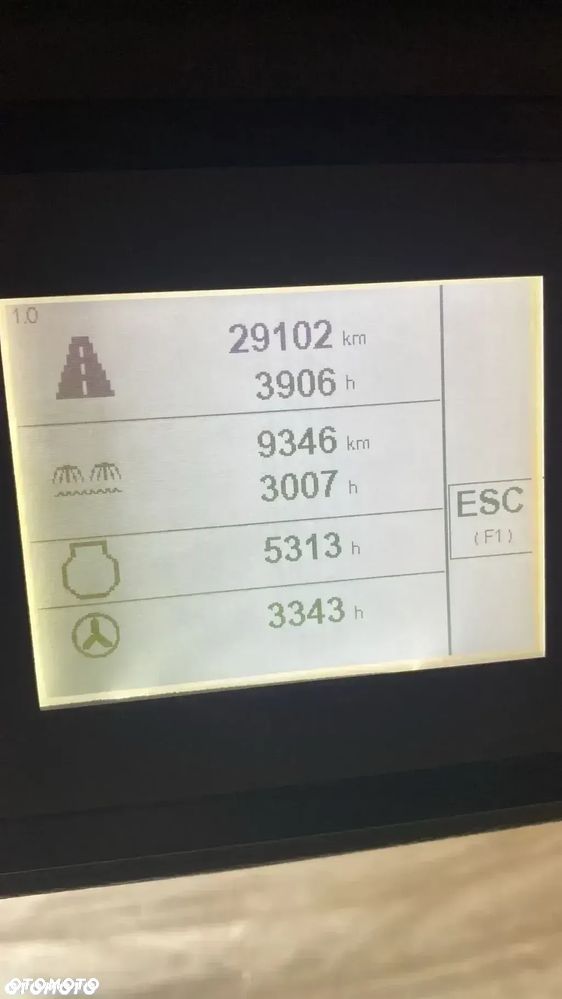 1.0
29102 km
3906 h
9346 km
3007 h
ESC
(F1)
5313 h
3343 h
OTOMOTO